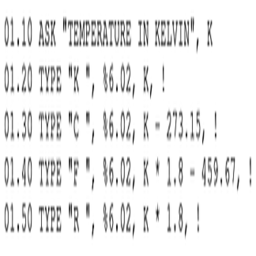 01.10 ASK "TEMPERATURE IN KELVIN", K
01.20 TYPE "K ", %6.02, K, !
01.30 TYPE "C ", %6.02, K - 273.15, !
01.40 TYPE "F ", %6.02, K * 1.8 - 459.67, !
01.50 TYPE "R ", %6.02, K * 1.8, !